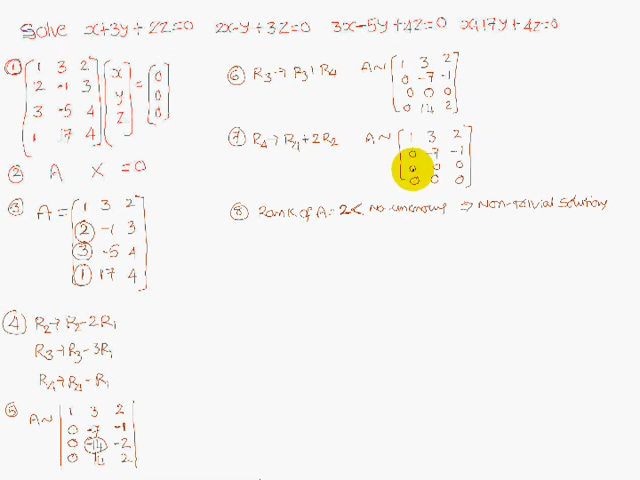 Solve x+3y+2z=0 2x-y+3z=0 3x-5y+4z=0 x+17y+4z=0
① [1 3 2] [x] = [0]
[2 -1 3] [y] [0]
[3 -5 4] [z] [0]
[1 17 4]
② A X =0
③ A = [1 3 2]
[2 -1 3]
[3 -5 4]
[1 17 4]
④ R2→R2-2R1
R3→R3-3R1
R4→R4-R1
⑤ A~ |1 3 2|
|0 -7 -1|
|0 -14 -2|
|0 14 2|
⑥ R3→R3+R4 A~ [1 3 2]
[0 -7 -1]
[0 0 0]
[0 14 2]
⑦ R4→R4+2R2 A~ [1 3 2]
[0 -7 -1]
[0 0 0]
[0 0 0]
⑧ Rank of A = 2< no.unknowns ⇒ Non-trivial Solution